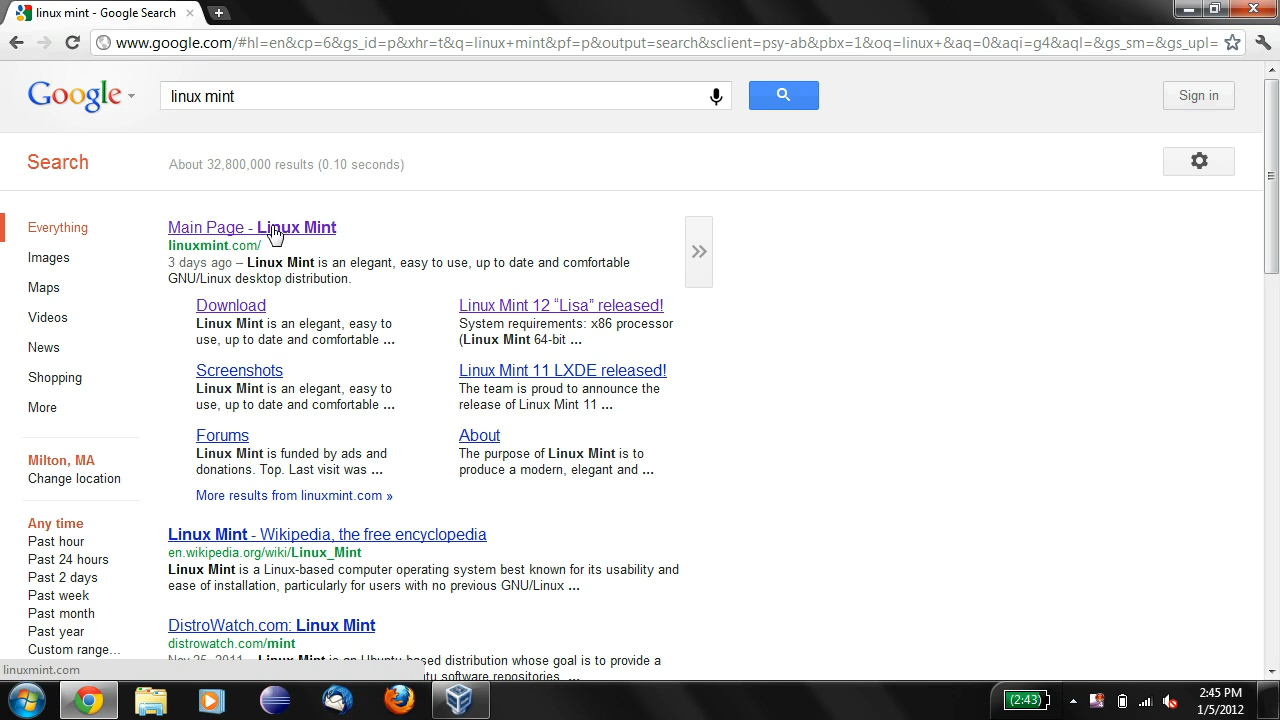 linux mint - Google Search
www.google.com/#hl=en&cp=6&gs_id=p&xhr=t&q=linux+mint&pf=p&output=search&sclient=psy-ab&pbx=1&oq=linux+&aq=0&aqi=g4&aql=&gs_sm=&gs_upl=
Google
linux mint
Sign in
Search
About 32,800,000 results (0.10 seconds)
Everything
Images
Maps
Videos
News
Shopping
More
Milton, MA
Change location
Any time
Past hour
Past 24 hours
Past 2 days
Past week
Past month
Past year
Custom range...
Main Page - Linux Mint
linuxmint.com/
3 days ago – Linux Mint is an elegant, easy to use, up to date and comfortable
GNU/Linux desktop distribution.
Download
Linux Mint is an elegant, easy to
use, up to date and comfortable ...
Linux Mint 12 “Lisa” released!
System requirements: x86 processor
(Linux Mint 64-bit ...
Screenshots
Linux Mint is an elegant, easy to
use, up to date and comfortable ...
Linux Mint 11 LXDE released!
The team is proud to announce the
release of Linux Mint 11 ...
Forums
Linux Mint is funded by ads and
donations. Top. Last visit was ...
About
The purpose of Linux Mint is to
produce a modern, elegant and ...
More results from linuxmint.com »
Linux Mint - Wikipedia, the free encyclopedia
en.wikipedia.org/wiki/Linux_Mint
Linux Mint is a Linux-based computer operating system best known for its usability and
ease of installation, particularly for users with no previous GNU/Linux ...
DistroWatch.com: Linux Mint
distrowatch.com/mint
Nov 25, 2011 – Linux Mint is an Ubuntu-based distribution whose goal is to provide a
software repositories, ...
linuxmint.com
(2:43)
2:45 PM
1/5/2012